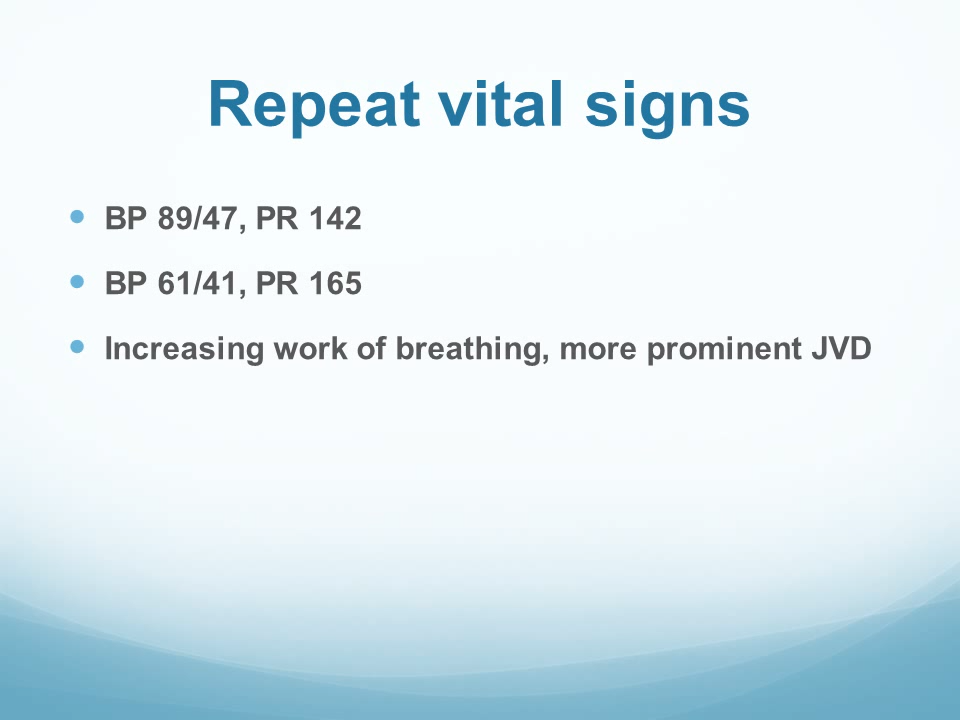 Repeat vital signs
BP 89/47, PR 142
BP 61/41, PR 165
Increasing work of breathing, more prominent JVD